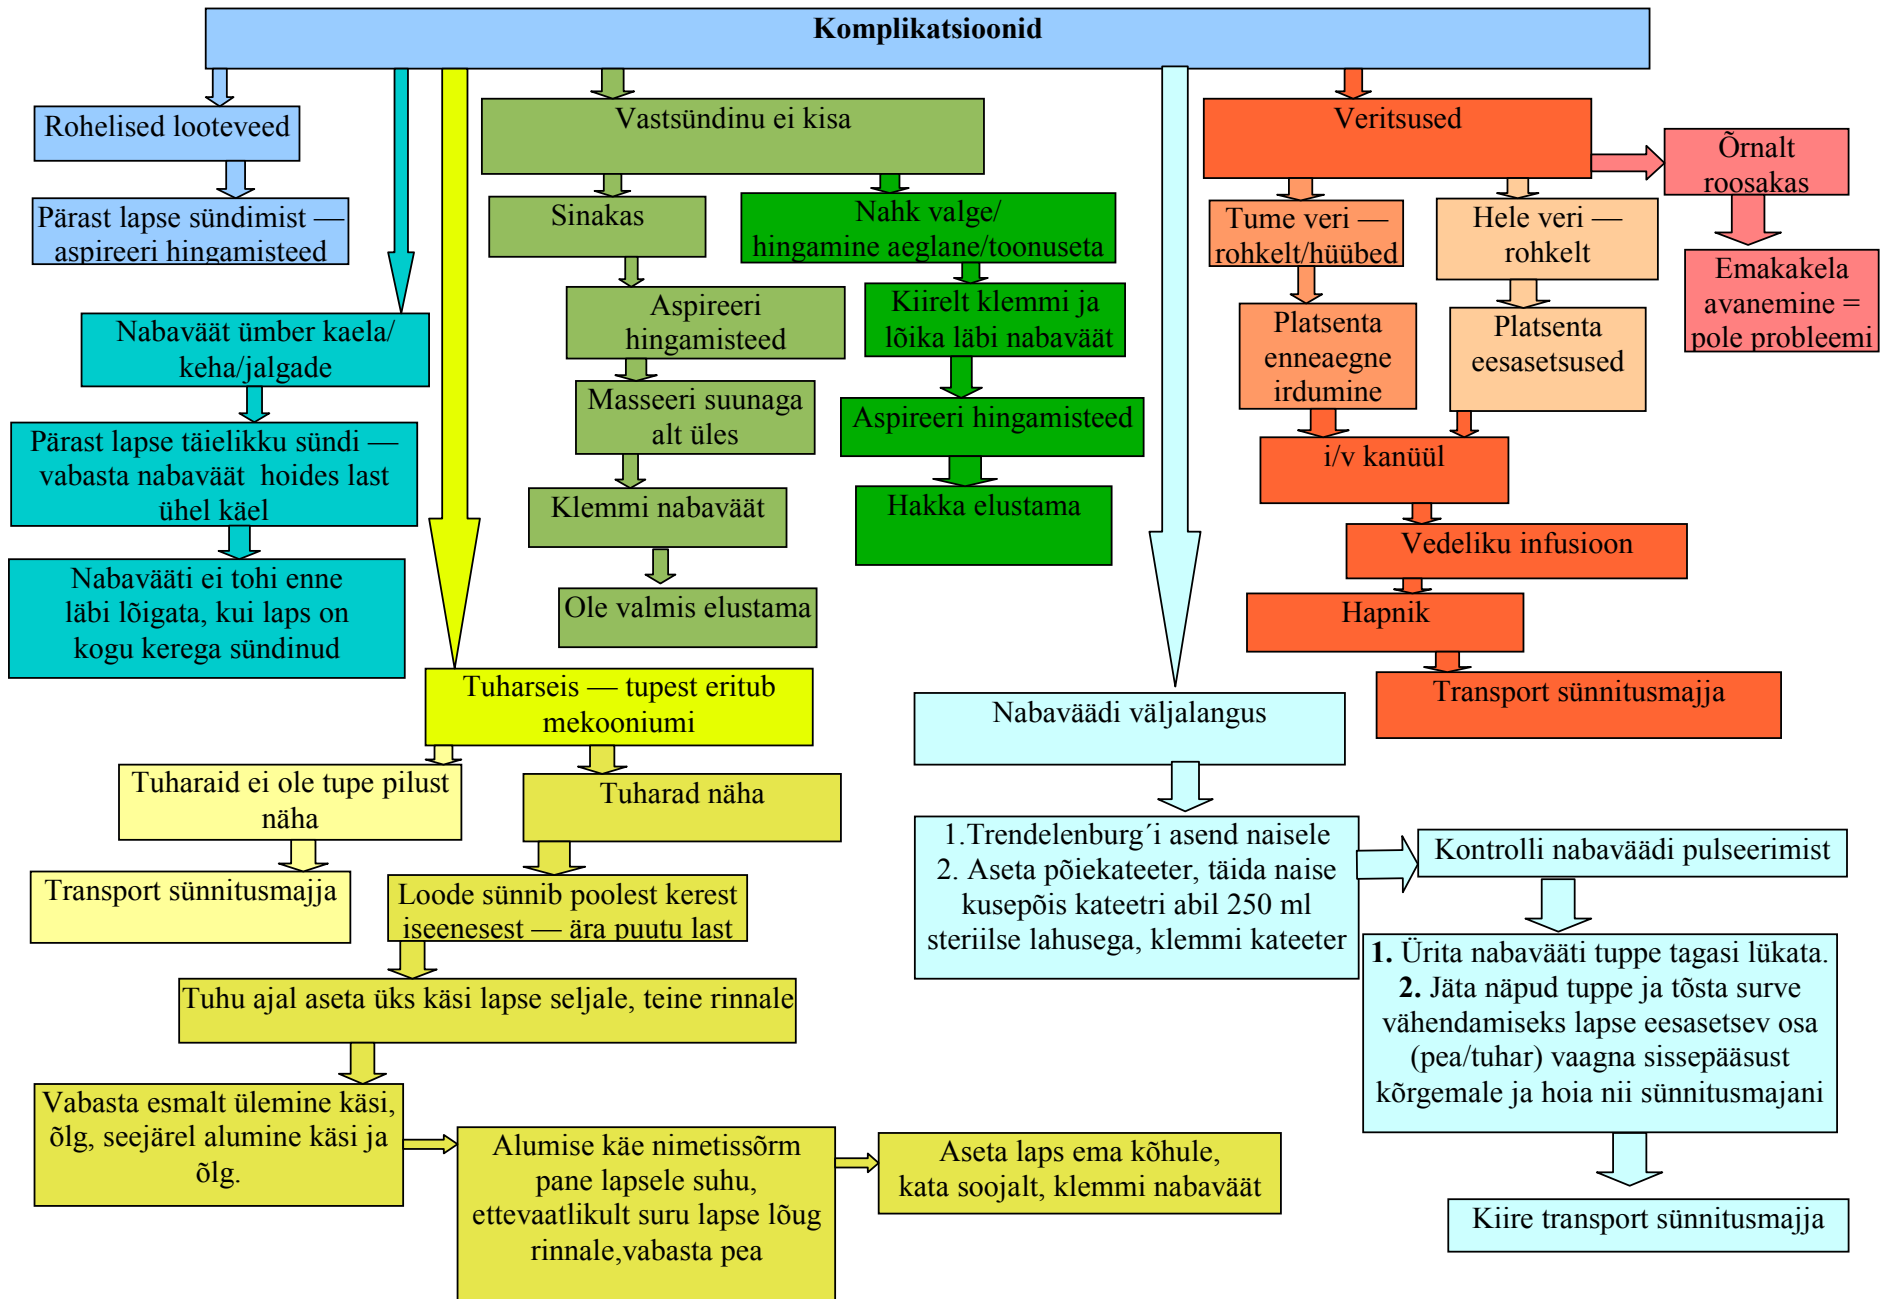 Komplikatsioonid
Rohelised looteveed
Pärast lapse sündimist —
aspireeri hingamisteed
Nabaväät ümber kaela/
keha/jalgade
Pärast lapse täielikku sündi —
vabasta nabaväät hoides last
ühel käel
Nabavääti ei tohi enne
läbi lõigata, kui laps on
kogu kerega sündinud
Tuharseis — tupest eritub
mekooniumi
Tuharaid ei ole tupe pilust
näha
Transport sünnitusmajja
Tuharad näha
Loode sünnib poolest kerest
iseenesest — ära puutu last
Tuhu ajal aseta üks käsi lapse seljale, teine rinnale
Vabasta esmalt ülemine käsi,
õlg, seejärel alumine käsi ja
õlg.
Alumise käe nimetissõrm
pane lapsele suhu,
ettevaatlikult suru lapse lõug
rinnale,vabasta pea
Aseta laps ema kõhule,
kata soojalt, klemmi nabaväät
Vastsündinu ei kisa
Sinakas
Aspireeri
hingamisteed
Masseeri suunaga
alt üles
Klemmi nabaväät
Ole valmis elustama
Nahk valge/
hingamine aeglane/toonuseta
Kiirelt klemmi ja
lõika läbi nabaväät
Aspireeri hingamisteed
Hakka elustama
Nabaväädi väljalangus
1.Trendelenburg´i asend naisele
2. Aseta põiekateeter, täida naise
kusepõis kateetri abil 250 ml
steriilse lahusega, klemmi kateeter
Kontrolli nabaväädi pulseerimist
1. Ürita nabavääti tuppe tagasi lükata.
2. Jäta näpud tuppe ja tõsta surve
vähendamiseks lapse eesasetsev osa
(pea/tuhar) vaagna sissepääsust
kõrgemale ja hoia nii sünnitusmajani
Kiire transport sünnitusmajja
Veritsused
Tume veri —
rohkelt/hüübed
Platsenta
enneaegne
irdumine
Hele veri —
rohkelt
Platsenta
eesasetsused
i/v kanüül
Vedeliku infusioon
Hapnik
Transport sünnitusmajja
Õrnalt
roosakas
Emakakela
avanemine =
pole probleemi